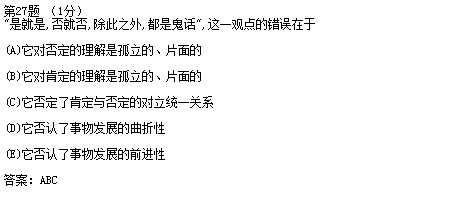 第27题 （1分）
“是就是,否就否,除此之外,都是鬼话”,这一观点的错误在于
(A)它对否定的理解是孤立的、片面的
(B)它对肯定的理解是孤立的、片面的
(C)它否定了肯定与否定的对立统一关系
(D)它否认了事物发展的曲折性
(E)它否认了事物发展的前进性
答案: ABC